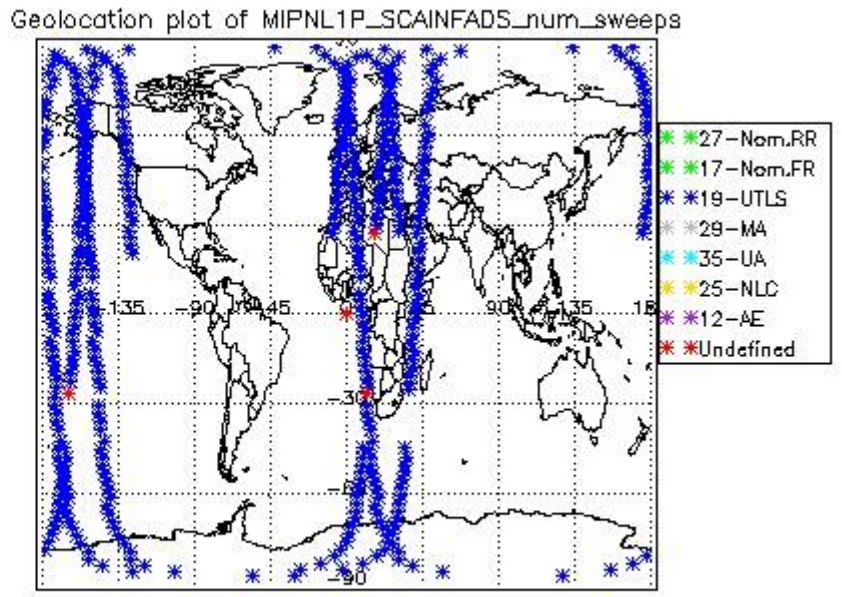 Geolocation plot of MIPNL1P_SCAINFADS_num_sweeps
27-Nom.RR
17-Nom.FR
19-UTLS
29-MA
35-UA
25-NLC
12-AE
Undefined
-135 -90 -45 90 135
-30
-90